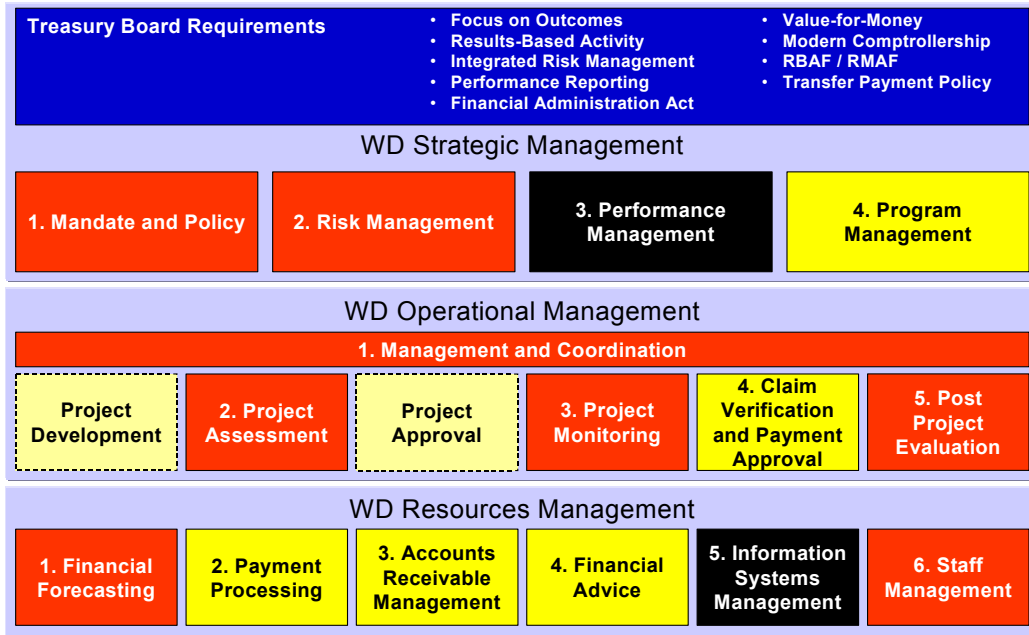 Treasury Board Requirements
• Focus on Outcomes
• Results-Based Activity
• Integrated Risk Management
• Performance Reporting
• Financial Administration Act
• Value-for-Money
• Modern Comptrollership
• RBAF / RMAF
• Transfer Payment Policy
WD Strategic Management
1. Mandate and Policy
2. Risk Management
3. Performance
Management
4. Program
Management
WD Operational Management
1. Management and Coordination
Project
Development
2. Project
Assessment
Project
Approval
3. Project
Monitoring
4. Claim
Verification
and Payment
Approval
5. Post
Project
Evaluation
WD Resources Management
1. Financial
Forecasting
2. Payment
Processing
3. Accounts
Receivable
Management
4. Financial
Advice
5. Information
Systems
Management
6. Staff
Management